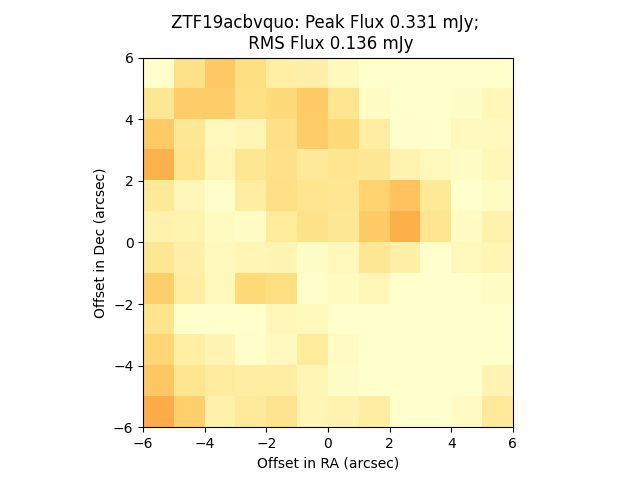 ZTF19acbvquo: Peak Flux 0.331 mJy;
RMS Flux 0.136 mJy
6
4
2
0
−2
−4
−6
Offset in Dec (arcsec)
−6 −4 −2 0 2 4 6
Offset in RA (arcsec)